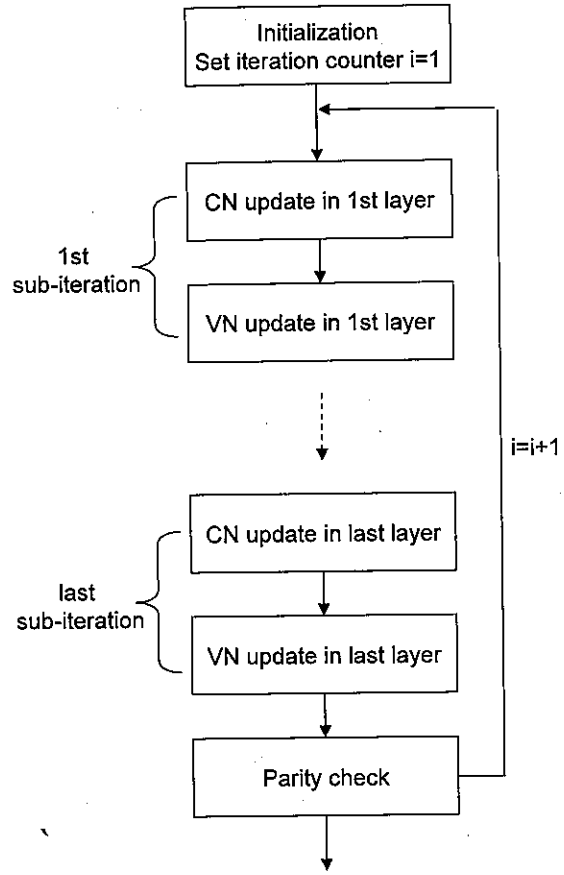 Initialization
Set iteration counter i=1
CN update in 1st layer
1st
sub-iteration
VN update in 1st layer
i=i+1
CN update in last layer
last
sub-iteration
VN update in last layer
Parity check